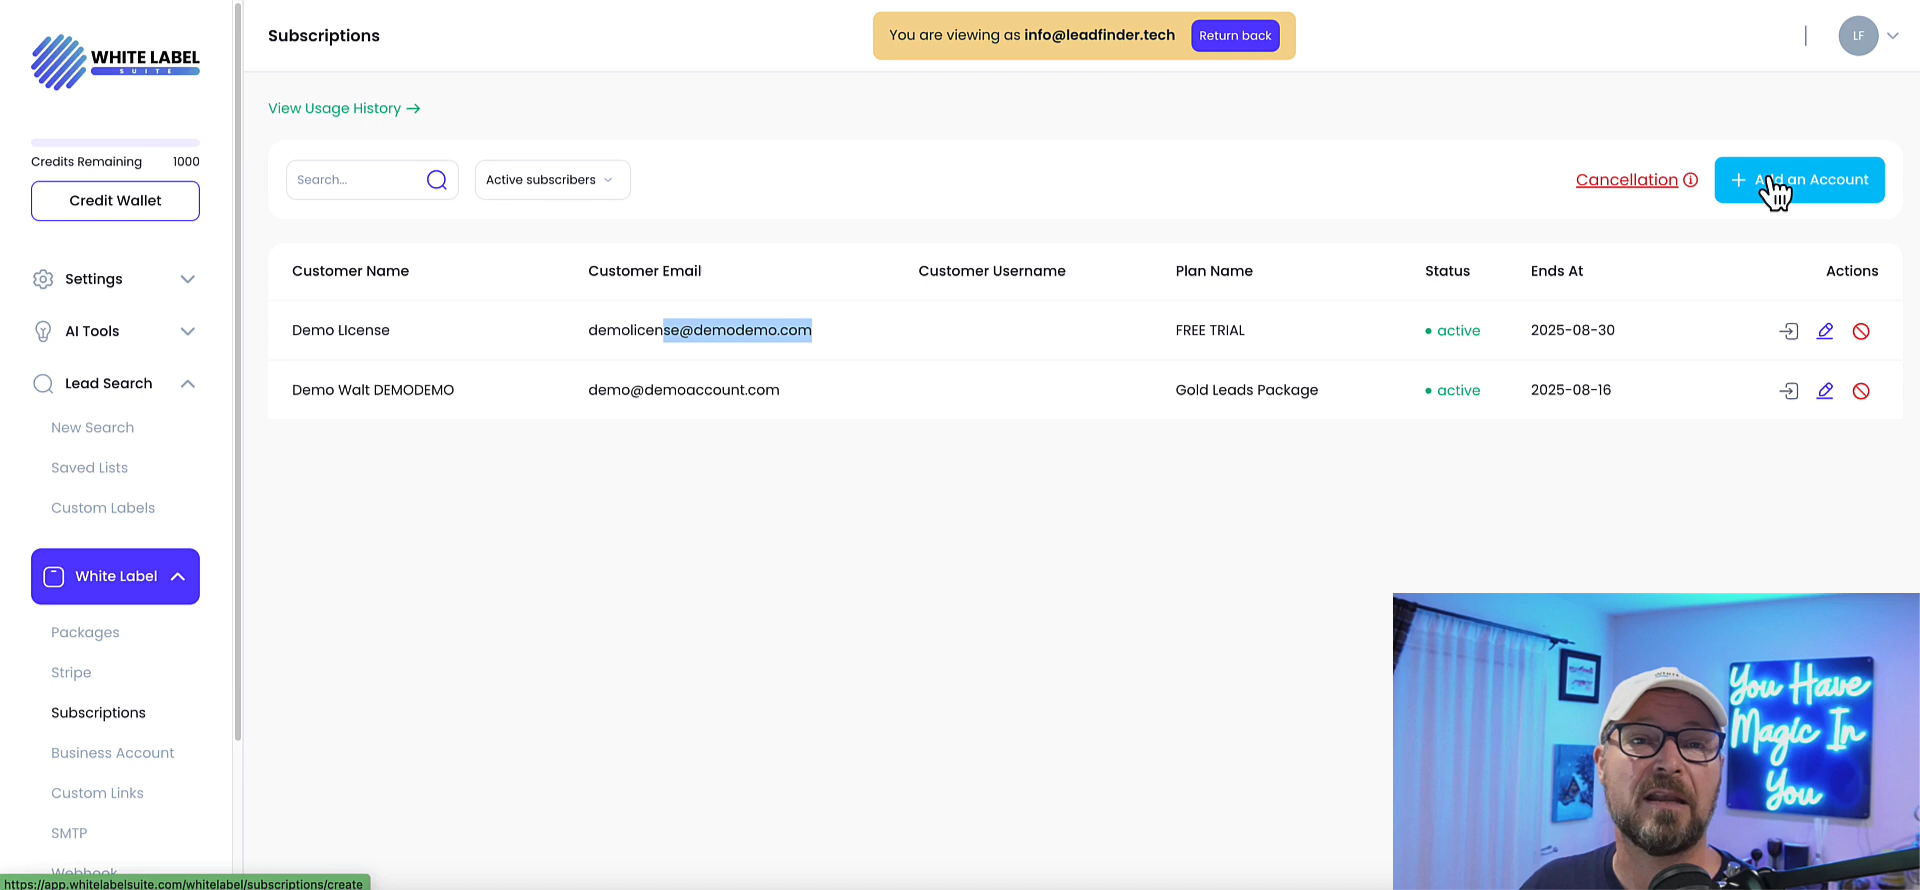 WHITE LABEL
SUITE
Subscriptions
You are viewing as info@leadfinder.tech
Return back
LF
View Usage History →
Credits Remaining 1000
Credit Wallet
Search...
Active subscribers
Cancellation
+ Add an Account
Settings
AI Tools
Lead Search
New Search
Saved Lists
Custom Labels
White Label
Packages
Stripe
Subscriptions
Business Account
Custom Links
SMTP
Webhook
Customer Name Customer Email Customer Username Plan Name Status Ends At Actions
Demo LIcense demolicense@demodemo.com FREE TRIAL active 2025-08-30
Demo Walt DEMODEMO demo@demoaccount.com Gold Leads Package active 2025-08-16
You Have
Magic In
You
https://app.whitelabelsuite.com/whitelabel/subscriptions/create